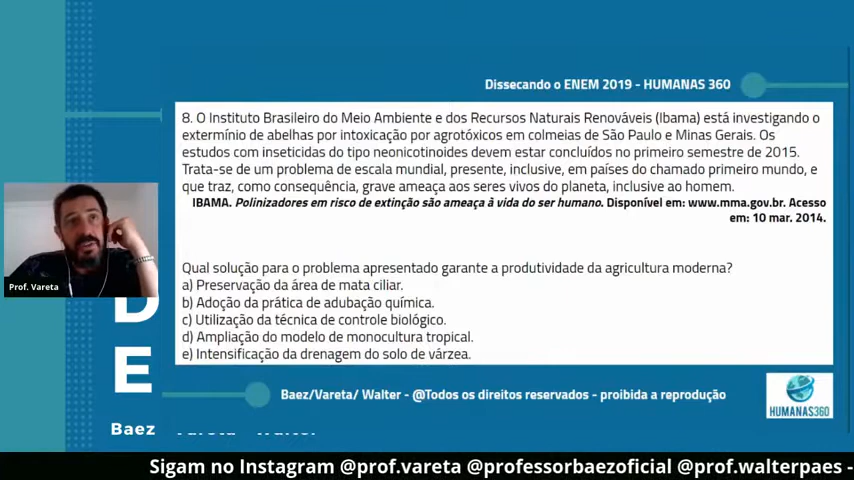 Dissecando o ENEM 2019 - HUMANAS 360
8. O Instituto Brasileiro do Meio Ambiente e dos Recursos Naturais Renováveis (Ibama) está investigando o
extermínio de abelhas por intoxicação por agrotóxicos em colmeias de São Paulo e Minas Gerais. Os
estudos com inseticidas do tipo neonicotinoides devem estar concluídos no primeiro semestre de 2015.
Trata-se de um problema de escala mundial, presente, inclusive, em países do chamado primeiro mundo, e
que traz, como consequência, grave ameaça aos seres vivos do planeta, inclusive ao homem.
IBAMA. Polinizadores em risco de extinção são ameaça à vida do ser humano. Disponível em: www.mma.gov.br. Acesso
em: 10 mar. 2014.
Qual solução para o problema apresentado garante a produtividade da agricultura moderna?
a) Preservação da área de mata ciliar.
b) Adoção da prática de adubação química.
c) Utilização da técnica de controle biológico.
d) Ampliação do modelo de monocultura tropical.
e) Intensificação da drenagem do solo de várzea.
Prof. Vareta
D
E
Baez
Baez/Vareta/ Walter - @Todos os direitos reservados - proibida a reprodução
HUMANAS360
Sigam no Instagram @prof.vareta @professorbaezoficial @prof.walterpaes -